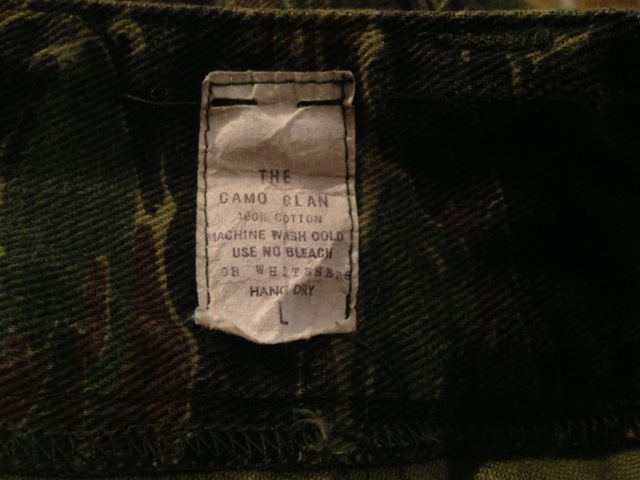 THE
CAMO CLAN
100% COTTON
MACHINE WASH COLD
USE NO BLEACH
OR WHITENERS
HANG DRY
L